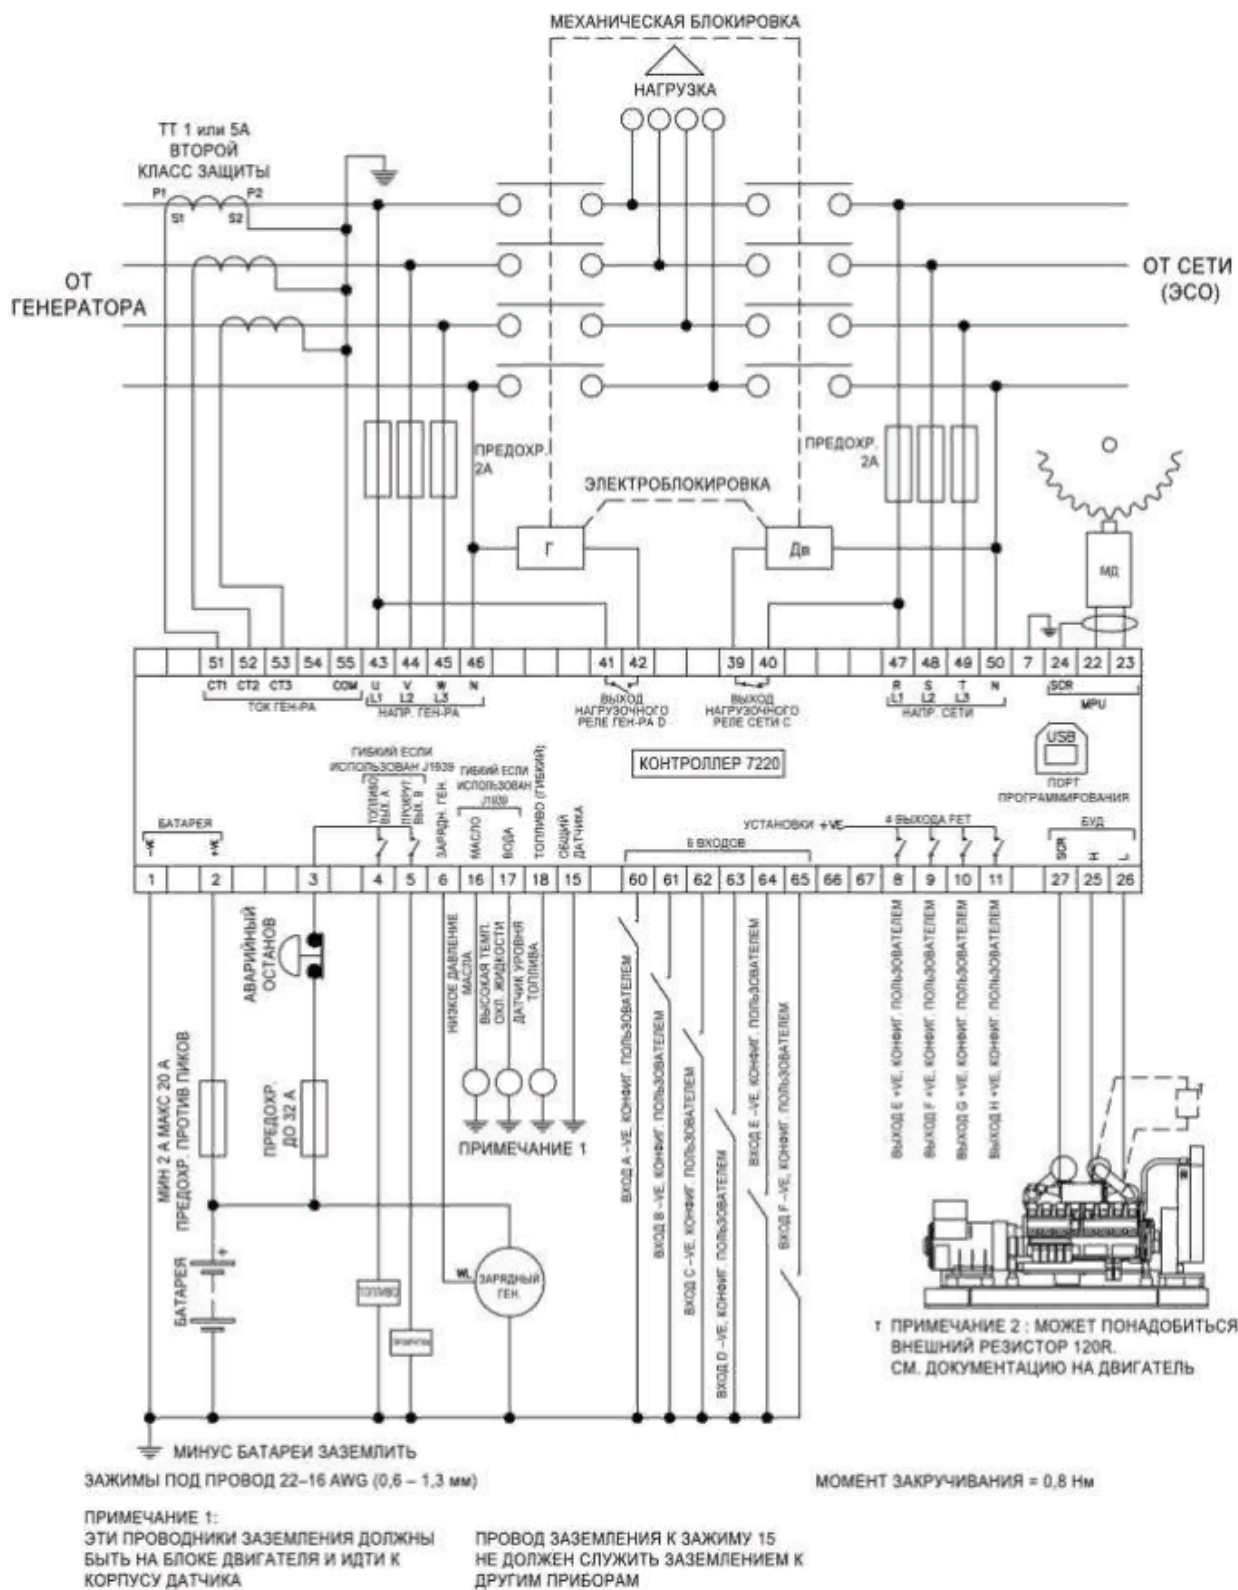 МЕХАНИЧЕСКАЯ БЛОКИРОВКА
НАГРУЗКА
ТТ 1 или 5А
ВТОРОЙ
КЛАСС ЗАЩИТЫ
P1
P2
S1
S2
ОТ
ГЕНЕРАТОРА
ОТ СЕТИ
(ЭСО)
ПРЕДОХР.
2А
ПРЕДОХР.
2А
ЭЛЕКТРОБЛОКИРОВКА
Г
Дв
МД
51 52 53 54 55 43 44 45 46 41 42 39 40 47 48 49 50 7 24 22 23
CT1 CT2 CT3 COM U V W N R S T N SCR
L1 L2 L3 L1 L2 L3
ТОК ГЕН-РА
НАПР. ГЕН-РА
ВЫХОД
НАГРУЗОЧНОГО
РЕЛЕ ГЕН-РА D
ВЫХОД
НАГРУЗОЧНОГО
РЕЛЕ СЕТИ C
НАПР. СЕТИ
MPU
КОНТРОЛЛЕР 7220
USB
ПОРТ
ПРОГРАММИРОВАНИЯ
ГИБКИЙ ЕСЛИ
ИСПОЛЬЗОВАН J1939
ТОПЛИВО
ВЫХ. А
ПРОКРУТ
ВЫХ. В
ЗАРЯДН. ГЕН.
ГИБКИЙ ЕСЛИ
ИСПОЛЬЗОВАН
J1939
МАСЛО
ВОДА
ТОПЛИВО (ГИБКИЙ)
ОБЩИЙ
ДАТЧИКА
БАТАРЕЯ
–VE
+VE
6 ВХОДОВ
УСТАНОВКИ +VE
4 ВЫХОДА FET
БУД
SCR
H
L
1 2 3 4 5 6 16 17 18 15 60 61 62 63 64 65 66 67 8 9 10 11 27 25 26
АВАРИЙНЫЙ
ОСТАНОВ
МИН 2 А МАКС 20 А
ПРЕДОХР. ПРОТИВ ПИКОВ
ПРЕДОХР.
ДО 32 А
БАТАРЕЯ
+
НИЗКОЕ ДАВЛЕНИЕ
МАСЛА
ВЫСОКАЯ ТЕМП.
ОХЛ. ЖИДКОСТИ
ДАТЧИК УРОВНЯ
ТОПЛИВА
ПРИМЕЧАНИЕ 1
WL
ЗАРЯДНЫЙ
ГЕН.
ТОПЛИВО
ВХОД A –VE, КОНФИГ. ПОЛЬЗОВАТЕЛЕМ
ВХОД B –VE, КОНФИГ. ПОЛЬЗОВАТЕЛЕМ
ВХОД C –VE, КОНФИГ. ПОЛЬЗОВАТЕЛЕМ
ВХОД D –VE, КОНФИГ. ПОЛЬЗОВАТЕЛЕМ
ВХОД E –VE, КОНФИГ. ПОЛЬЗОВАТЕЛЕМ
ВХОД F –VE, КОНФИГ. ПОЛЬЗОВАТЕЛЕМ
ВЫХОД E +VE, КОНФИГ. ПОЛЬЗОВАТЕЛЕМ
ВЫХОД F +VE, КОНФИГ. ПОЛЬЗОВАТЕЛЕМ
ВЫХОД G +VE, КОНФИГ. ПОЛЬЗОВАТЕЛЕМ
ВЫХОД H +VE, КОНФИГ. ПОЛЬЗОВАТЕЛЕМ
т ПРИМЕЧАНИЕ 2 : МОЖЕТ ПОНАДОБИТЬСЯ
ВНЕШНИЙ РЕЗИСТОР 120R.
СМ. ДОКУМЕНТАЦИЮ НА ДВИГАТЕЛЬ
МИНУС БАТАРЕИ ЗАЗЕМЛИТЬ
ЗАЖИМЫ ПОД ПРОВОД 22–16 AWG (0,6 – 1,3 мм)
МОМЕНТ ЗАКРУЧИВАНИЯ = 0,8 Нм
ПРИМЕЧАНИЕ 1:
ЭТИ ПРОВОДНИКИ ЗАЗЕМЛЕНИЯ ДОЛЖНЫ
БЫТЬ НА БЛОКЕ ДВИГАТЕЛЯ И ИДТИ К
КОРПУСУ ДАТЧИКА
ПРОВОД ЗАЗЕМЛЕНИЯ К ЗАЖИМУ 15
НЕ ДОЛЖЕН СЛУЖИТЬ ЗАЗЕМЛЕНИЕМ К
ДРУГИМ ПРИБОРАМ